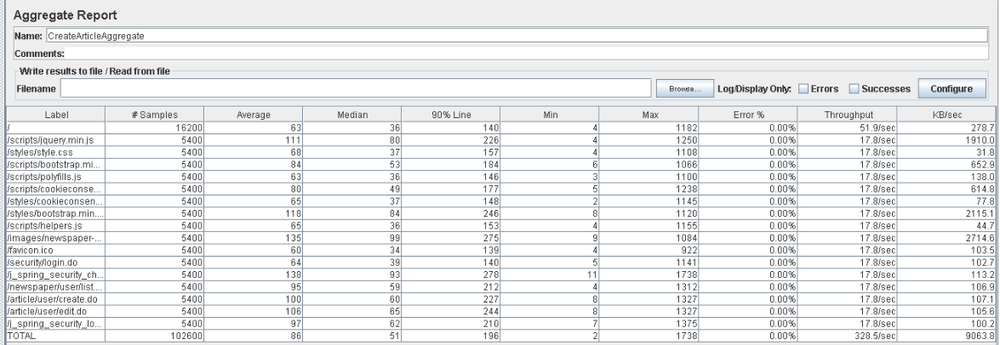 Aggregate Report
Name: CreateArticleAggregate
Comments:
Write results to file / Read from file
Filename Browse... Log/Display Only: Errors Successes Configure
Label # Samples Average Median 90% Line Min Max Error % Throughput KB/sec
/ 16200 63 36 140 4 1182 0.00% 51.9/sec 278.7
/scripts/jquery.min.js 5400 111 80 226 4 1250 0.00% 17.8/sec 1910.0
/styles/style.css 5400 68 37 157 4 1108 0.00% 17.8/sec 31.8
/scripts/bootstrap.mi... 5400 84 53 184 6 1066 0.00% 17.8/sec 652.9
/scripts/polyfills.js 5400 63 36 146 3 1100 0.00% 17.8/sec 138.0
/scripts/cookieconse... 5400 80 49 177 5 1238 0.00% 17.8/sec 614.8
/styles/cookieconsen... 5400 65 37 148 2 1145 0.00% 17.8/sec 77.8
/styles/bootstrap.min.... 5400 118 84 246 8 1120 0.00% 17.8/sec 2115.1
/scripts/helpers.js 5400 65 36 153 4 1155 0.00% 17.8/sec 44.7
/images/newspaper-... 5400 135 99 275 9 1084 0.00% 17.8/sec 2714.6
/favicon.ico 5400 60 34 139 4 922 0.00% 17.8/sec 103.5
/security/login.do 5400 64 39 140 5 1141 0.00% 17.8/sec 102.7
/j_spring_security_ch... 5400 138 93 278 11 1738 0.00% 17.8/sec 113.2
/newspaper/user/list.... 5400 95 59 212 4 1312 0.00% 17.8/sec 106.9
/article/user/create.do 5400 100 60 227 8 1327 0.00% 17.8/sec 107.1
/article/user/edit.do 5400 106 65 244 8 1327 0.00% 17.8/sec 105.6
/j_spring_security_lo... 5400 97 62 210 7 1375 0.00% 17.8/sec 100.2
TOTAL 102600 86 51 196 2 1738 0.00% 328.5/sec 9063.8